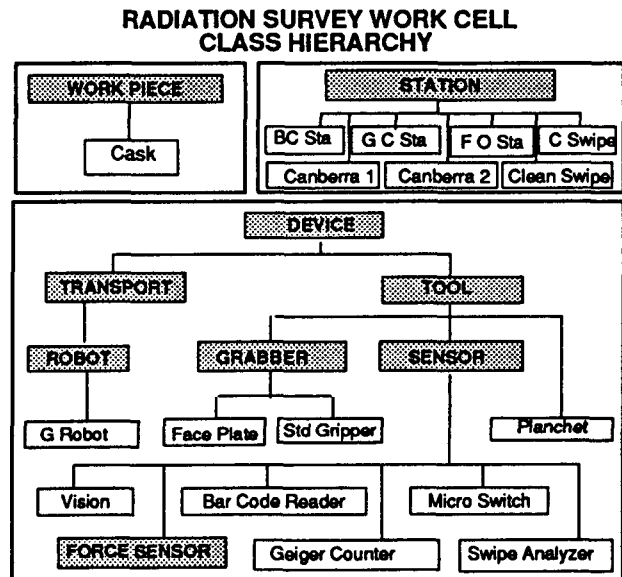 RADIATION SURVEY WORK CELL
CLASS HIERARCHY
WORK PIECE
Cask
STATION
BC Sta
G C Sta
F O Sta
C Swipe
Canberra 1
Canberra 2
Clean Swipe
DEVICE
TRANSPORT
TOOL
ROBOT
GRABBER
SENSOR
G Robot
Face Plate
Std Gripper
Planchet
Vision
Bar Code Reader
Micro Switch
FORCE SENSOR
Geiger Counter
Swipe Analyzer